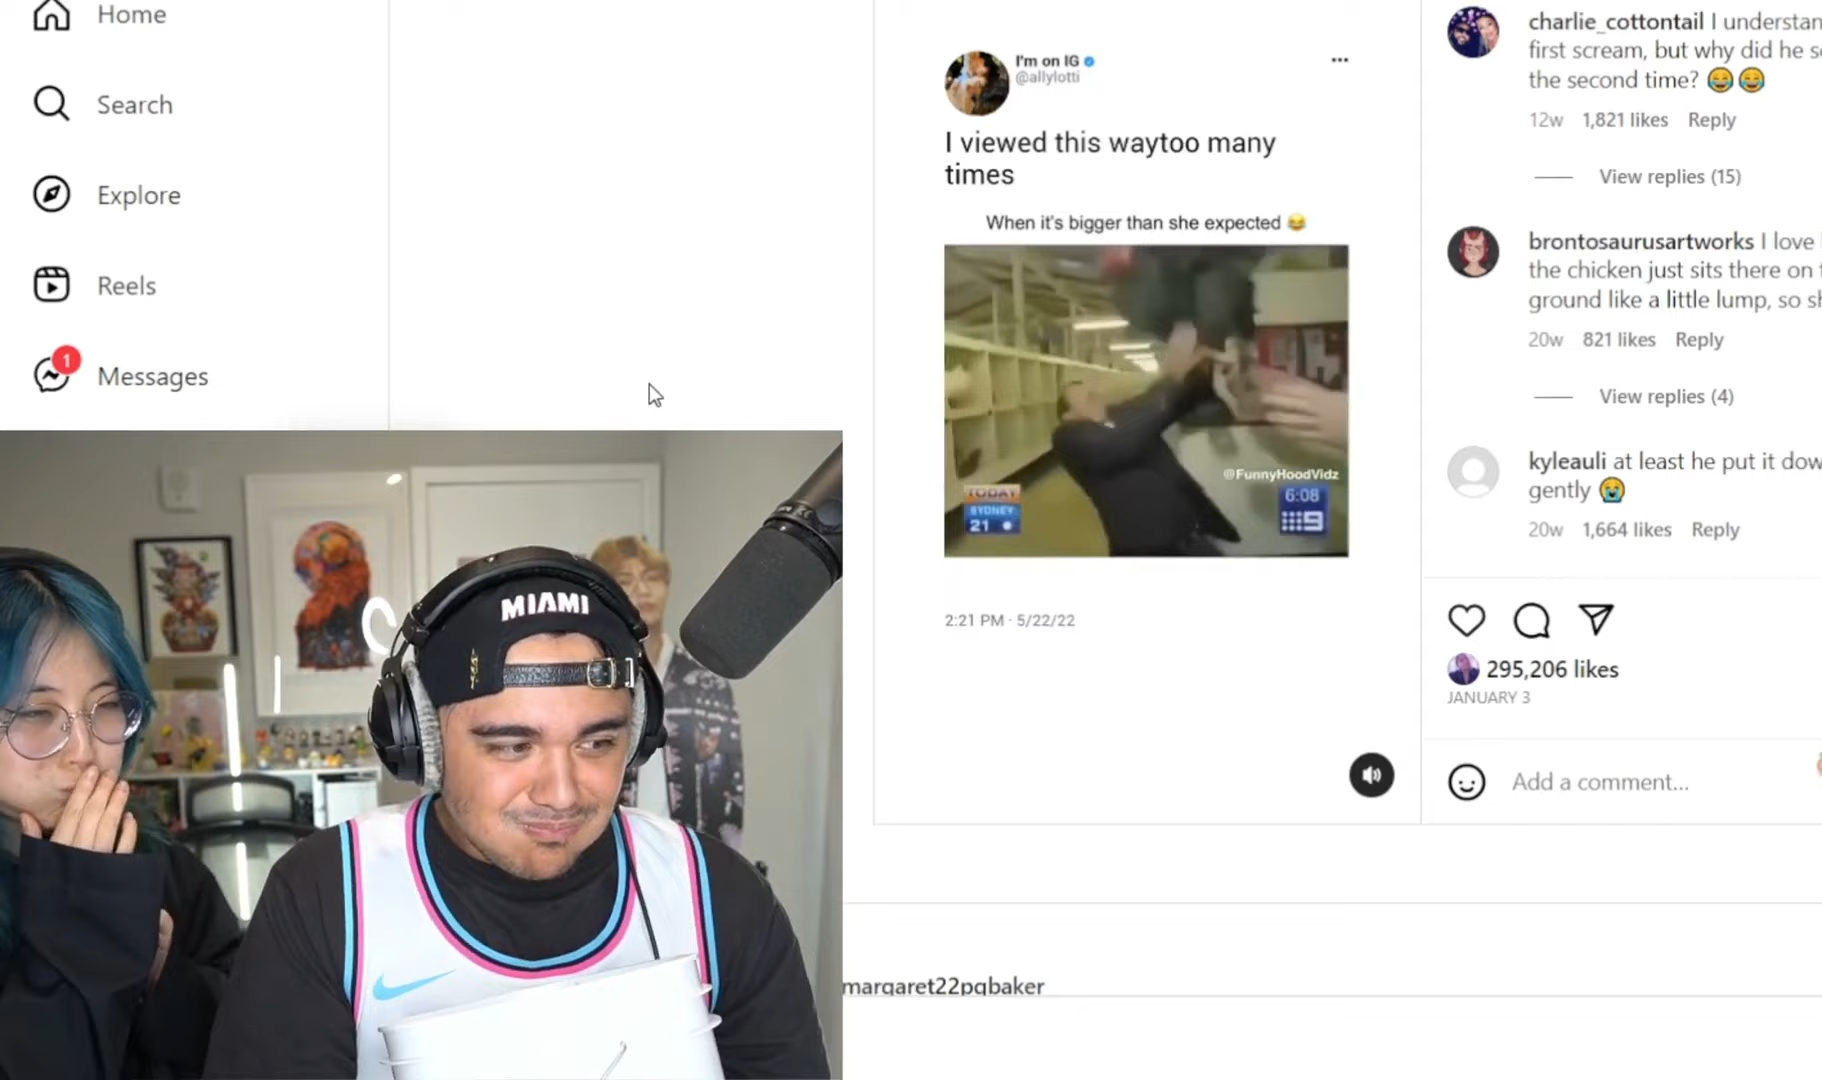 Home
Search
Explore
Reels
1
Messages
I'm on IG
@allylotti
I viewed this waytoo many
times
When it's bigger than she expected 😂
@FunnyHoodVidz
TODAY
SYDNEY
21
6:08
9
2:21 PM · 5/22/22
charlie_cottontail I understan
first scream, but why did he s
the second time? 😂😂
12w 1,821 likes Reply
View replies (15)
brontosaurusartworks I love
the chicken just sits there on
ground like a little lump, so sh
20w 821 likes Reply
View replies (4)
kyleauli at least he put it dow
gently 😭
20w 1,664 likes Reply
295,206 likes
JANUARY 3
Add a comment...
MIAMI
margaret22pgbaker